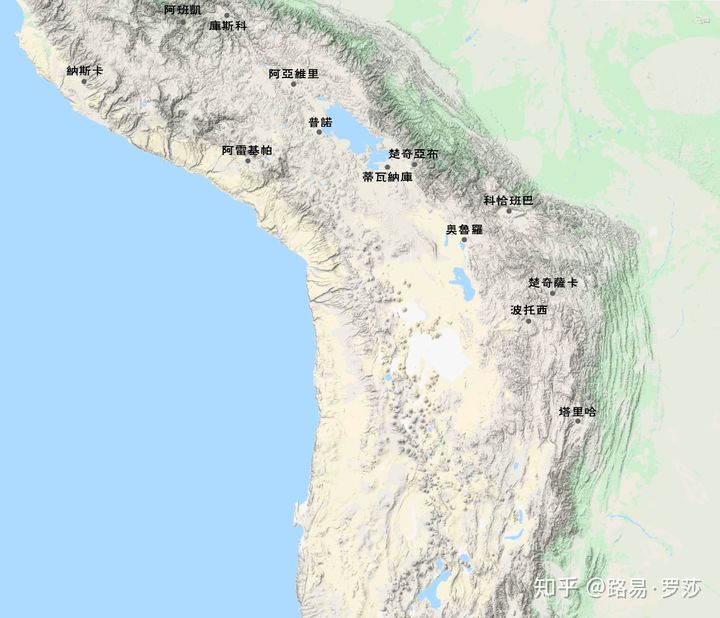 阿班凱
庫斯科
納斯卡
阿亞維里
普諾
阿雷基帕
楚奇亞布
蒂瓦納庫
科恰班巴
奧魯羅
楚奇薩卡
波托西
塔里哈
知乎 @路易·罗莎